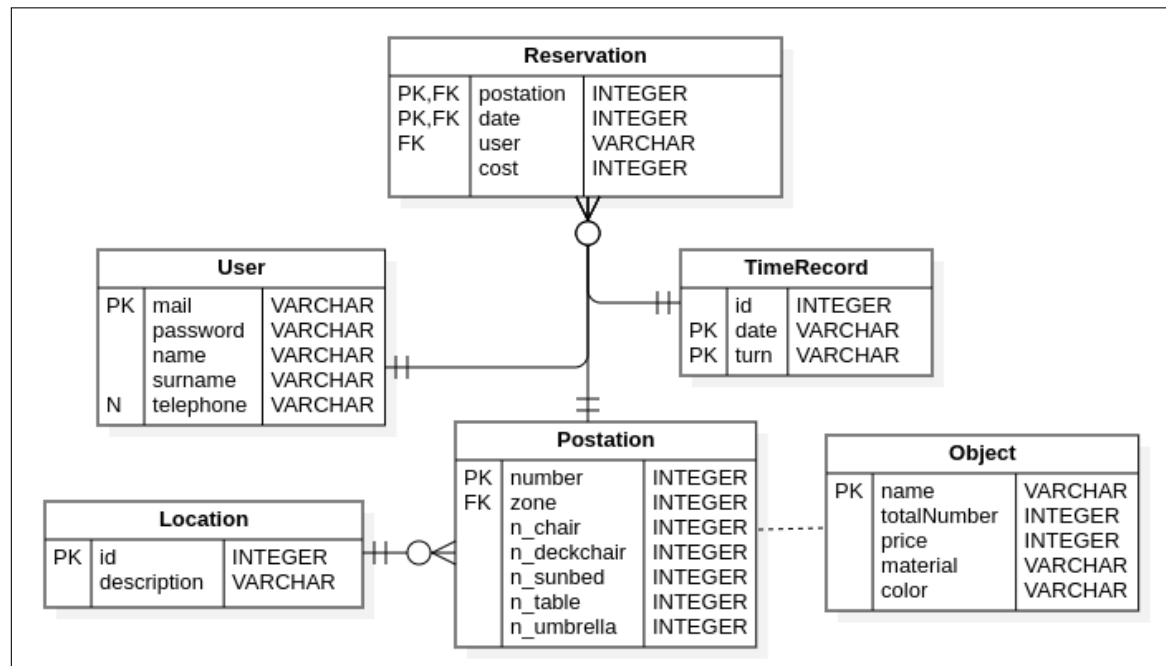 Reservation
PK,FK postation INTEGER
PK,FK date INTEGER
FK user VARCHAR
cost INTEGER
User
PK mail VARCHAR
password VARCHAR
name VARCHAR
surname VARCHAR
N telephone VARCHAR
TimeRecord
id INTEGER
PK date VARCHAR
PK turn VARCHAR
Location
PK id INTEGER
description VARCHAR
Postation
PK number INTEGER
FK zone INTEGER
n_chair INTEGER
n_deckchair INTEGER
n_sunbed INTEGER
n_table INTEGER
n_umbrella INTEGER
Object
PK name VARCHAR
totalNumber INTEGER
price INTEGER
material VARCHAR
color VARCHAR